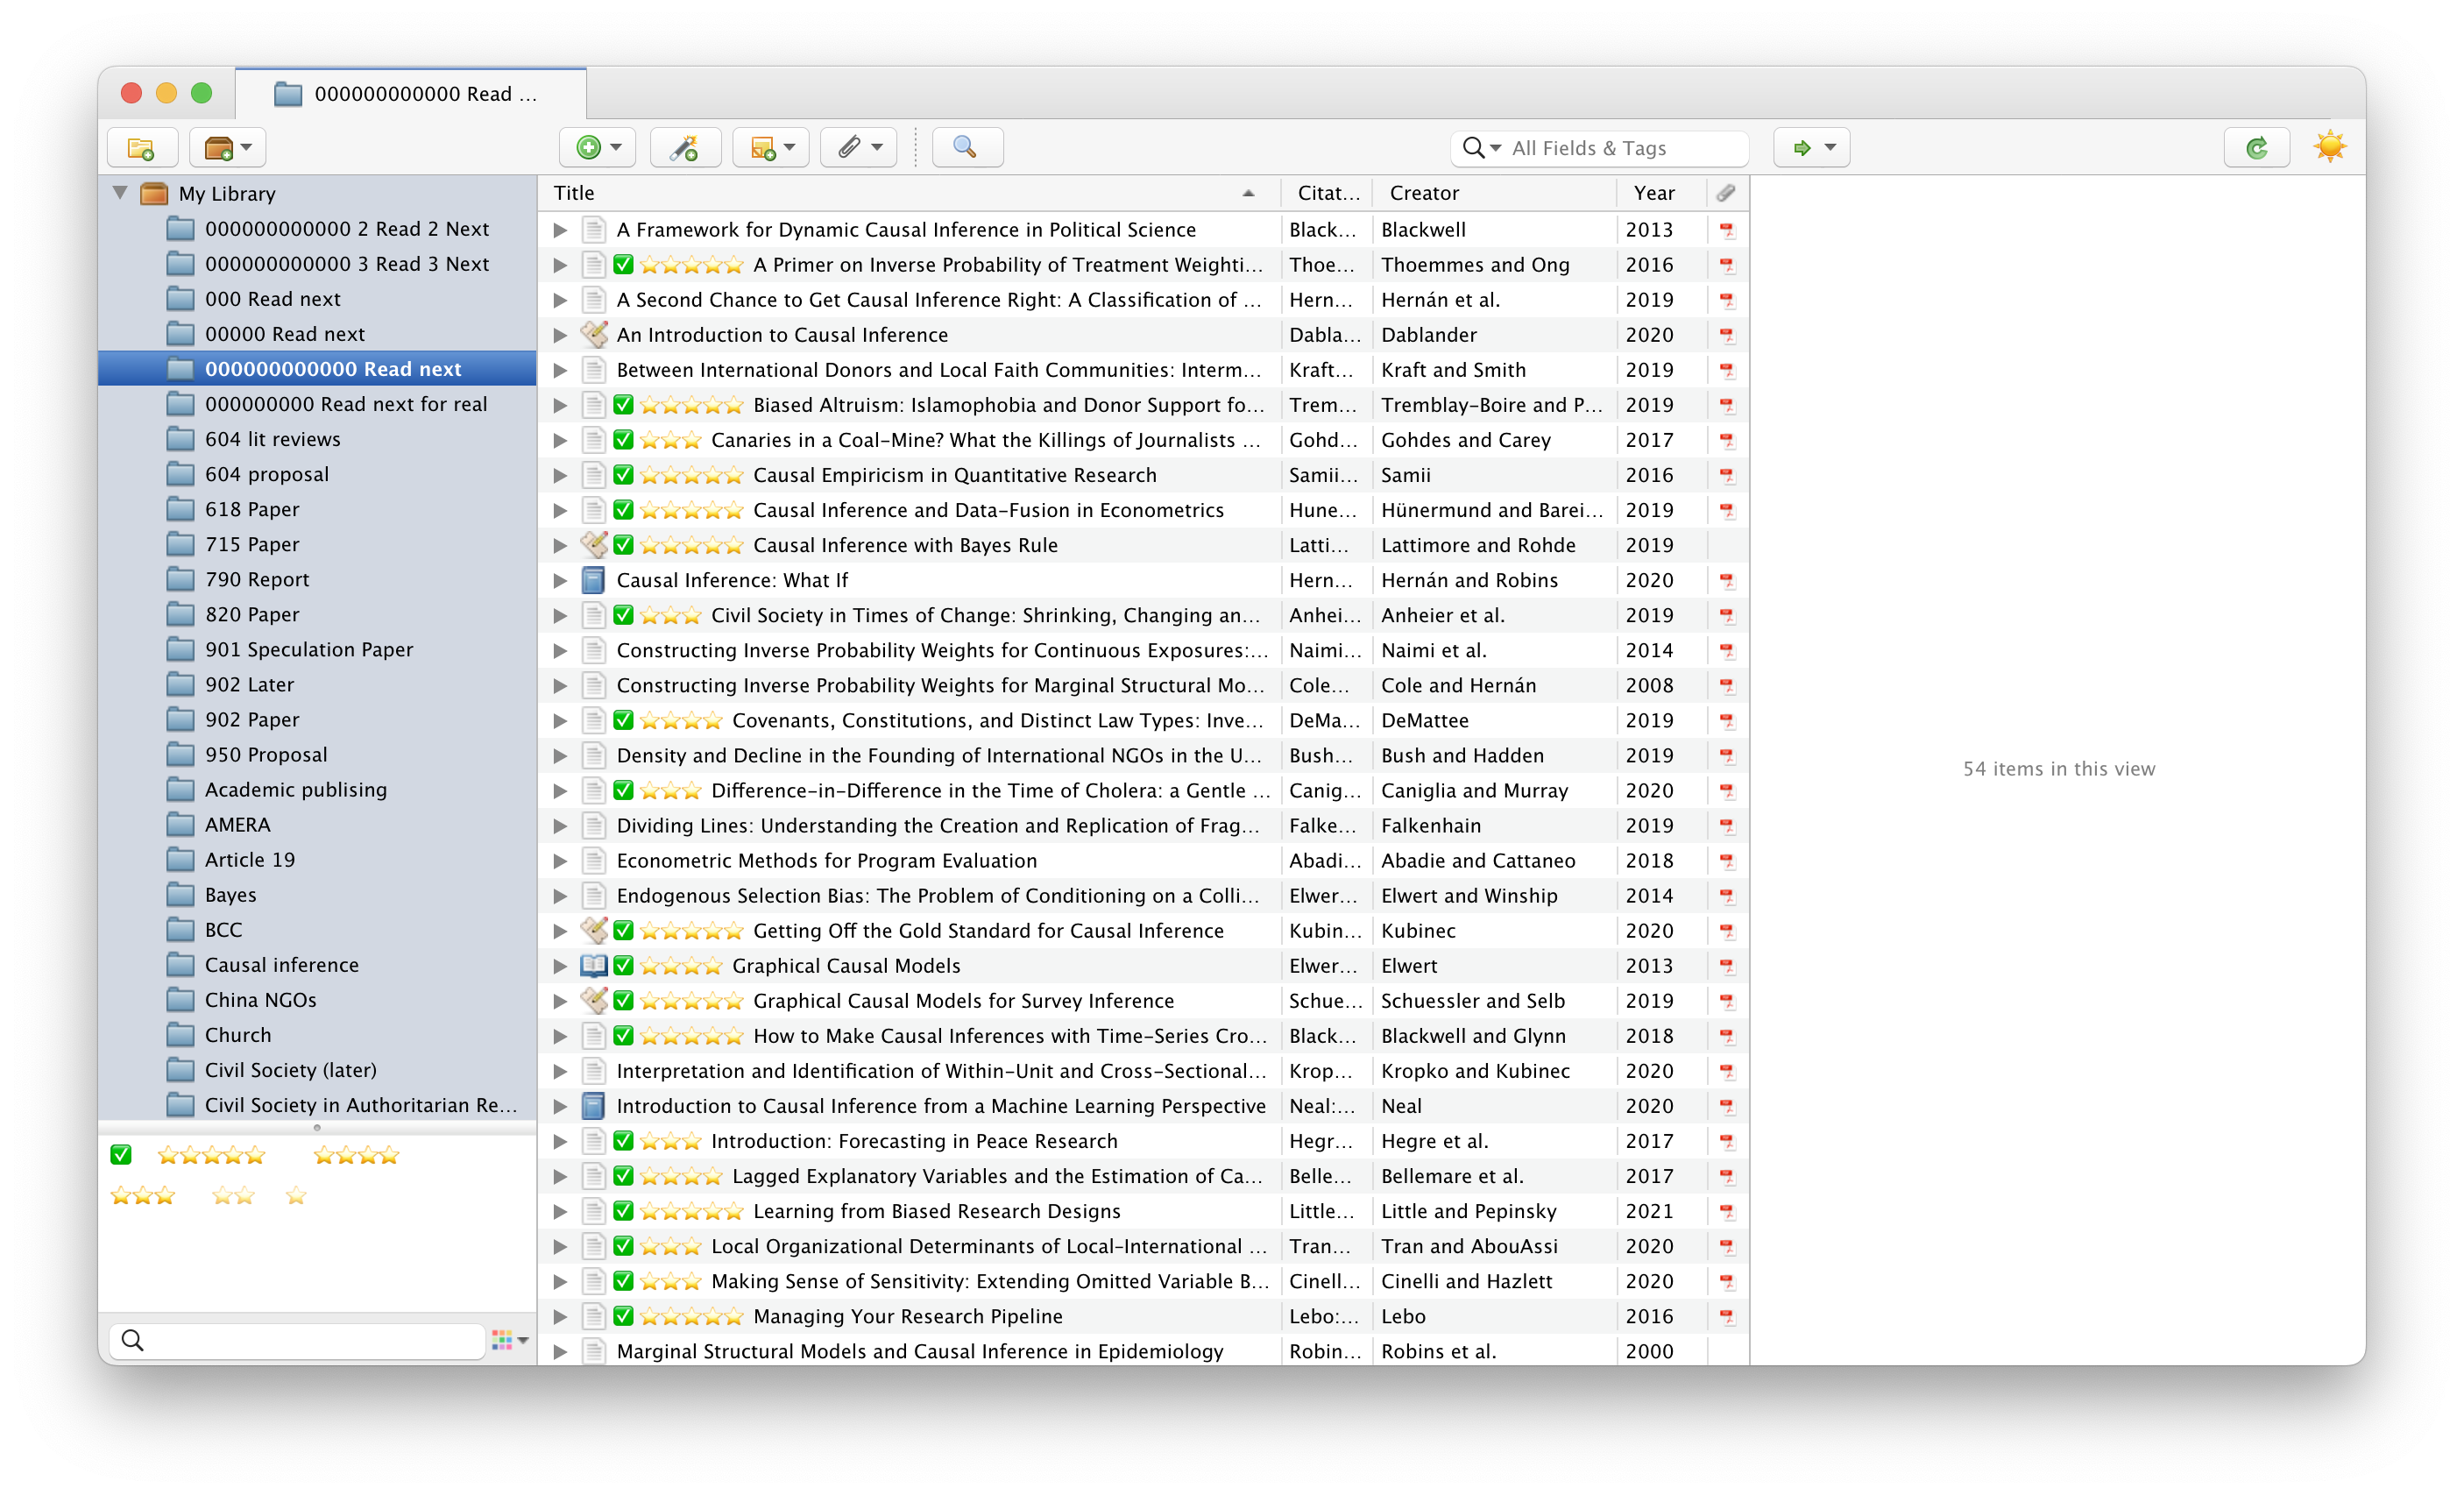 000000000000 Read ...
All Fields & Tags
My Library
000000000000 2 Read 2 Next
000000000000 3 Read 3 Next
000 Read next
00000 Read next
000000000000 Read next
000000000 Read next for real
604 lit reviews
604 proposal
618 Paper
715 Paper
790 Report
820 Paper
901 Speculation Paper
902 Later
902 Paper
950 Proposal
Academic publising
AMERA
Article 19
Bayes
BCC
Causal inference
China NGOs
Church
Civil Society (later)
Civil Society in Authoritarian Re...
Title Citat... Creator Year
A Framework for Dynamic Causal Inference in Political Science Black... Blackwell 2013
A Primer on Inverse Probability of Treatment Weighti... Thoe... Thoemmes and Ong 2016
A Second Chance to Get Causal Inference Right: A Classification of ... Hern... Hernán et al. 2019
An Introduction to Causal Inference Dabla... Dablander 2020
Between International Donors and Local Faith Communities: Interm... Kraft... Kraft and Smith 2019
Biased Altruism: Islamophobia and Donor Support fo... Trem... Tremblay-Boire and P... 2019
Canaries in a Coal-Mine? What the Killings of Journalists ... Gohd... Gohdes and Carey 2017
Causal Empiricism in Quantitative Research Samii... Samii 2016
Causal Inference and Data-Fusion in Econometrics Hune... Hünermund and Barei... 2019
Causal Inference with Bayes Rule Latti... Lattimore and Rohde 2019
Causal Inference: What If Hern... Hernán and Robins 2020
Civil Society in Times of Change: Shrinking, Changing an... Anhei... Anheier et al. 2019
Constructing Inverse Probability Weights for Continuous Exposures:... Naimi... Naimi et al. 2014
Constructing Inverse Probability Weights for Marginal Structural Mo... Cole... Cole and Hernán 2008
Covenants, Constitutions, and Distinct Law Types: Inve... DeMa... DeMattee 2019
Density and Decline in the Founding of International NGOs in the U... Bush... Bush and Hadden 2019
Difference-in-Difference in the Time of Cholera: a Gentle ... Canig... Caniglia and Murray 2020
Dividing Lines: Understanding the Creation and Replication of Frag... Falke... Falkenhain 2019
Econometric Methods for Program Evaluation Abadi... Abadie and Cattaneo 2018
Endogenous Selection Bias: The Problem of Conditioning on a Colli... Elwer... Elwert and Winship 2014
Getting Off the Gold Standard for Causal Inference Kubin... Kubinec 2020
Graphical Causal Models Elwer... Elwert 2013
Graphical Causal Models for Survey Inference Schue... Schuessler and Selb 2019
How to Make Causal Inferences with Time-Series Cro... Black... Blackwell and Glynn 2018
Interpretation and Identification of Within-Unit and Cross-Sectional... Krop... Kropko and Kubinec 2020
Introduction to Causal Inference from a Machine Learning Perspective Neal:... Neal 2020
Introduction: Forecasting in Peace Research Hegr... Hegre et al. 2017
Lagged Explanatory Variables and the Estimation of Ca... Belle... Bellemare et al. 2017
Learning from Biased Research Designs Little... Little and Pepinsky 2021
Local Organizational Determinants of Local-International ... Tran... Tran and AbouAssi 2020
Making Sense of Sensitivity: Extending Omitted Variable B... Cinell... Cinelli and Hazlett 2020
Managing Your Research Pipeline Lebo:... Lebo 2016
Marginal Structural Models and Causal Inference in Epidemiology Robin... Robins et al. 2000
54 items in this view